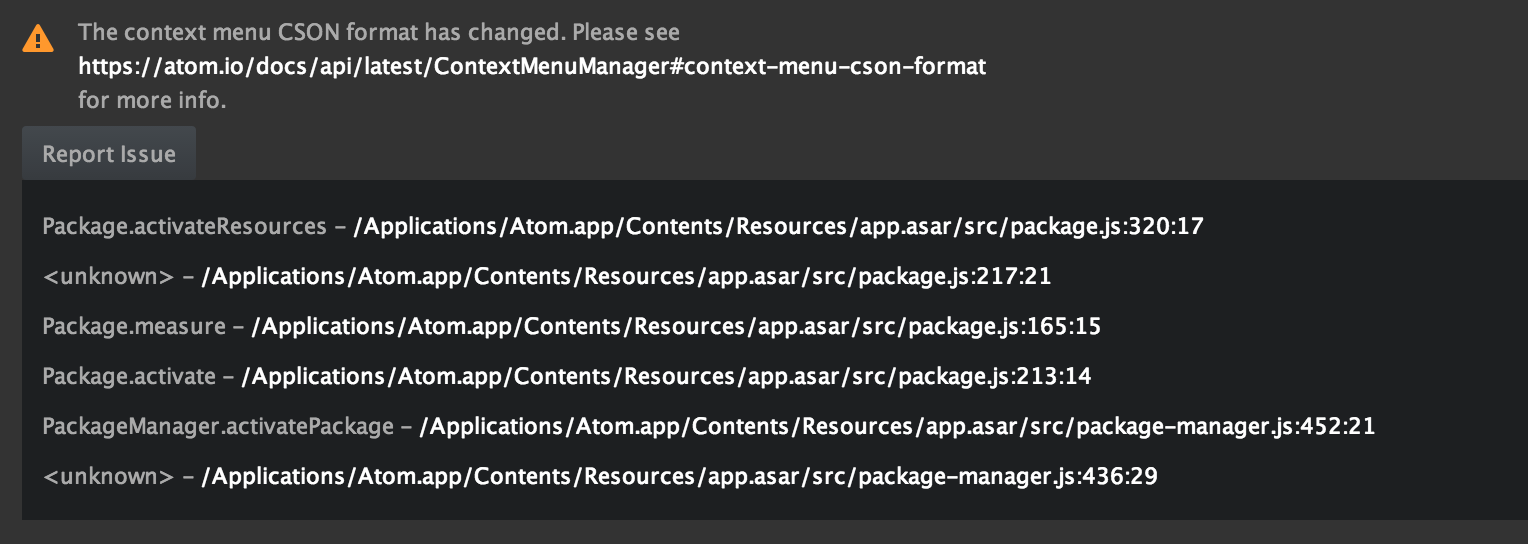 The context menu CSON format has changed. Please see
https://atom.io/docs/api/latest/ContextMenuManager#context-menu-cson-format
for more info.
Report Issue
Package.activateResources – /Applications/Atom.app/Contents/Resources/app.asar/src/package.js:320:17
<unknown> – /Applications/Atom.app/Contents/Resources/app.asar/src/package.js:217:21
Package.measure – /Applications/Atom.app/Contents/Resources/app.asar/src/package.js:165:15
Package.activate – /Applications/Atom.app/Contents/Resources/app.asar/src/package.js:213:14
PackageManager.activatePackage – /Applications/Atom.app/Contents/Resources/app.asar/src/package-manager.js:452:21
<unknown> – /Applications/Atom.app/Contents/Resources/app.asar/src/package-manager.js:436:29